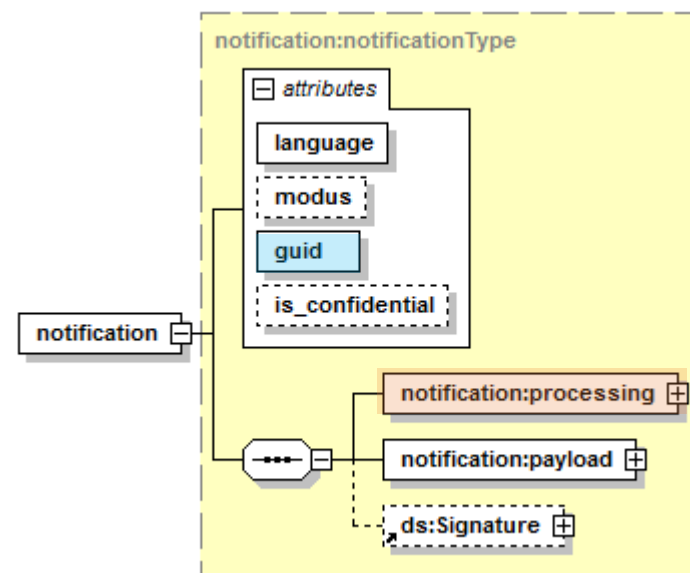 notification:notificationType
attributes
language
modus
guid
is_confidential
notification
notification:processing
notification:payload
ds:Signature